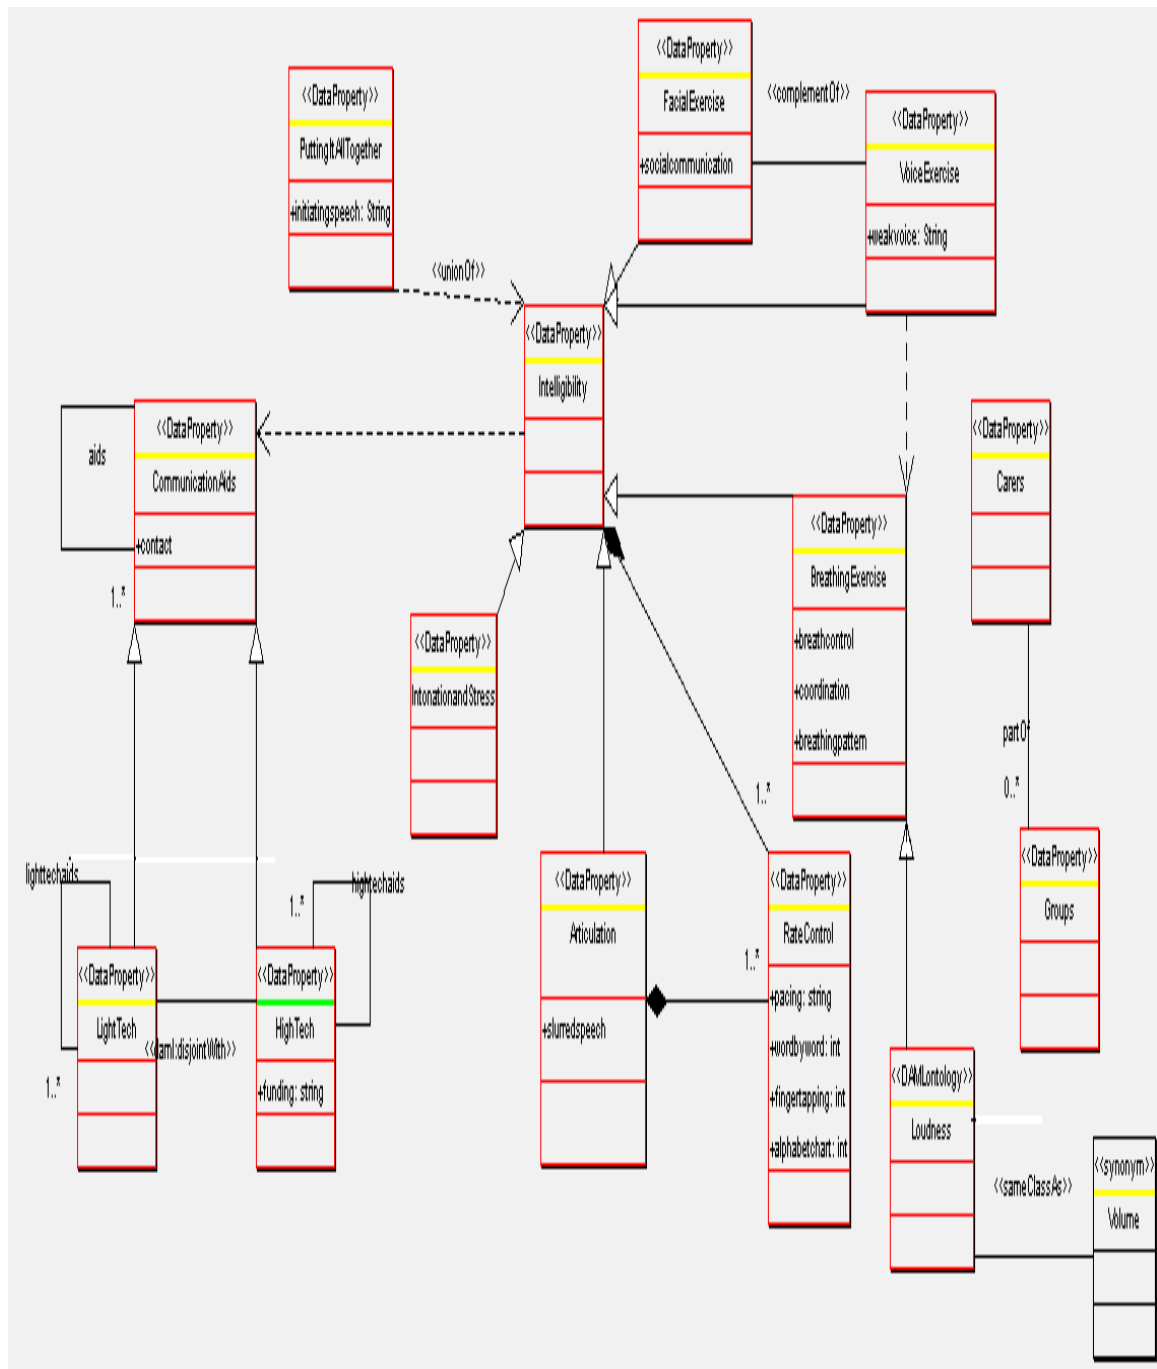 <<DataProperty>>
FacialExercise
+socialcommunication
<<complementOf>>
<<DataProperty>>
PuttingItAllTogether
+initiatingspeech: String
<<DataProperty>>
VoiceExercise
+weakvoice: String
<<unionOf>>
<<DataProperty>>
Intelligibility
<<DataProperty>>
CommunicationAids
+contact
aids
1..*
<<DataProperty>>
Carers
<<DataProperty>>
BreathingExercise
+breathcontrol
+coordination
+breathingpattern
<<DataProperty>>
IntonationandStress
partOf
0..*
1..*
<<DataProperty>>
Groups
<<DataProperty>>
Articulation
+slurredspeech
<<DataProperty>>
RateControl
+pacing: string
+wordbyword: int
+fingertapping: int
+alphabetchart: int
1..*
lighttechaids
hightechaids
1..*
<<DataProperty>>
LightTech
1..*
<<daml:disjointWith>>
<<DataProperty>>
HighTech
+funding: string
<<DAMLontology>>
Loudness
<<sameClassAs>>
<<synonym>>
Volume